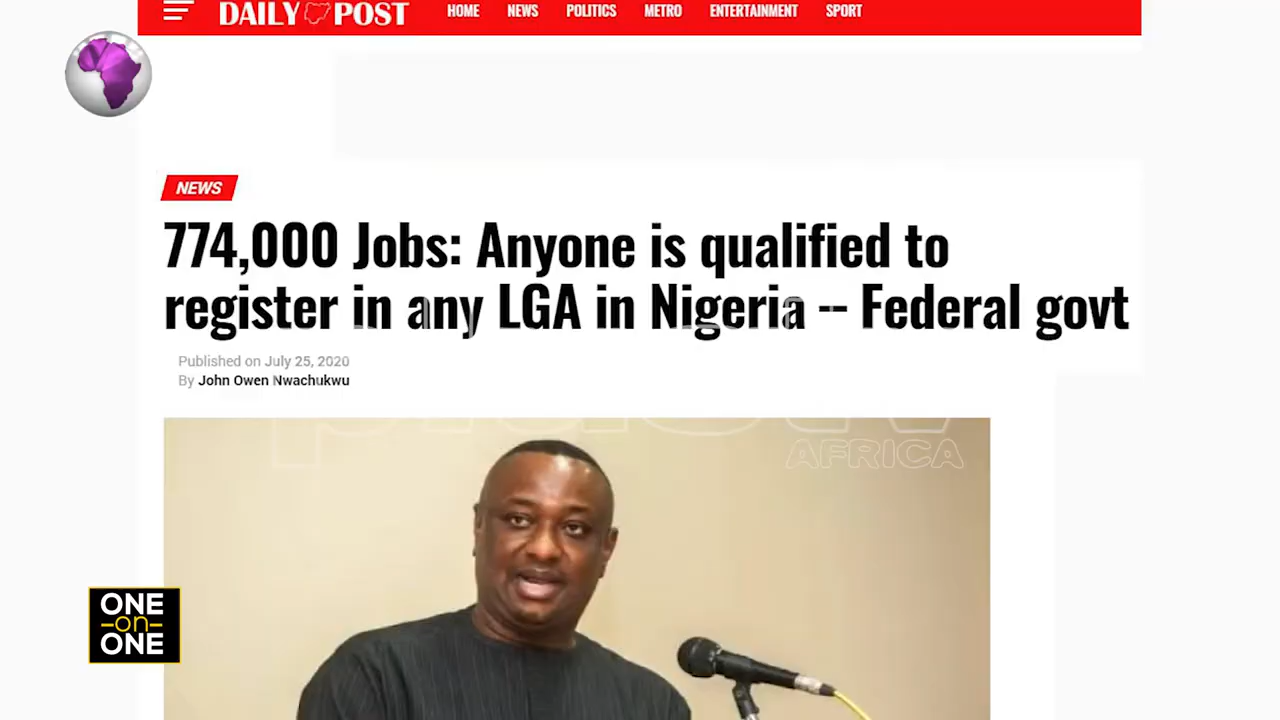 DAILY POST
HOME NEWS POLITICS METRO ENTERTAINMENT SPORT
NEWS
774,000 Jobs: Anyone is qualified to
register in any LGA in Nigeria -- Federal govt
Published on July 25, 2020
By John Owen Nwachukwu
AFRICA
ONE
-on-
ONE